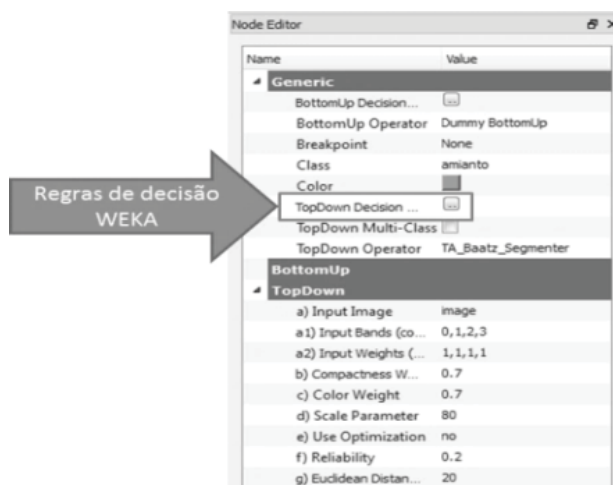 Node Editor
Name Value
Generic
BottomUp Decision... ...
BottomUp Operator Dummy BottomUp
Breakpoint None
Class amianto
Color
TopDown Decision ... ...
TopDown Multi-Class
TopDown Operator TA_Baatz_Segmenter
BottomUp
TopDown
a) Input Image image
a1) Input Bands (co... 0,1,2,3
a2) Input Weights (... 1,1,1,1
b) Compactness W... 0.7
c) Color Weight 0.7
d) Scale Parameter 80
e) Use Optimization no
f) Reliability 0.2
g) Euclidean Distan... 20
Regras de decisão
WEKA